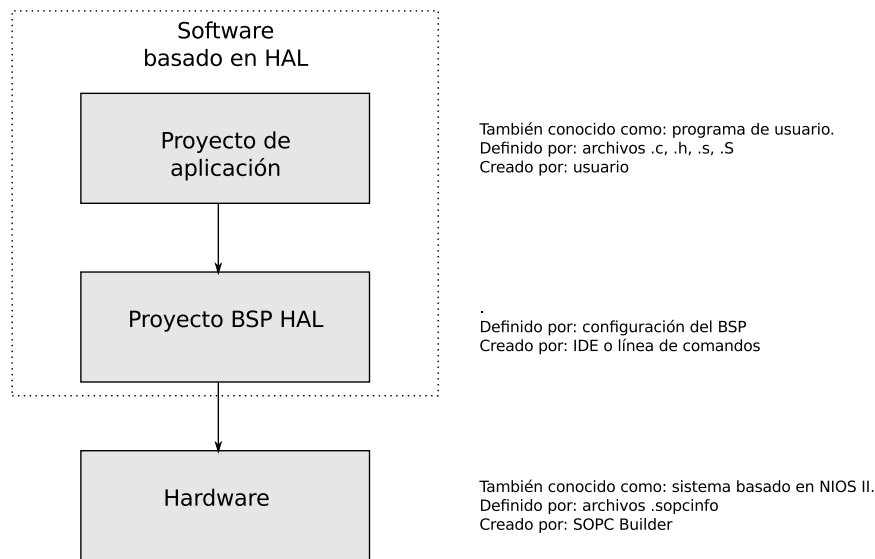 Software
basado en HAL
Proyecto de
aplicación
También conocido como: programa de usuario.
Definido por: archivos .c, .h, .s, .S
Creado por: usuario
Proyecto BSP HAL
.
Definido por: configuración del BSP
Creado por: IDE o línea de comandos
Hardware
También conocido como: sistema basado en NIOS II.
Definido por: archivos .sopcinfo
Creado por: SOPC Builder